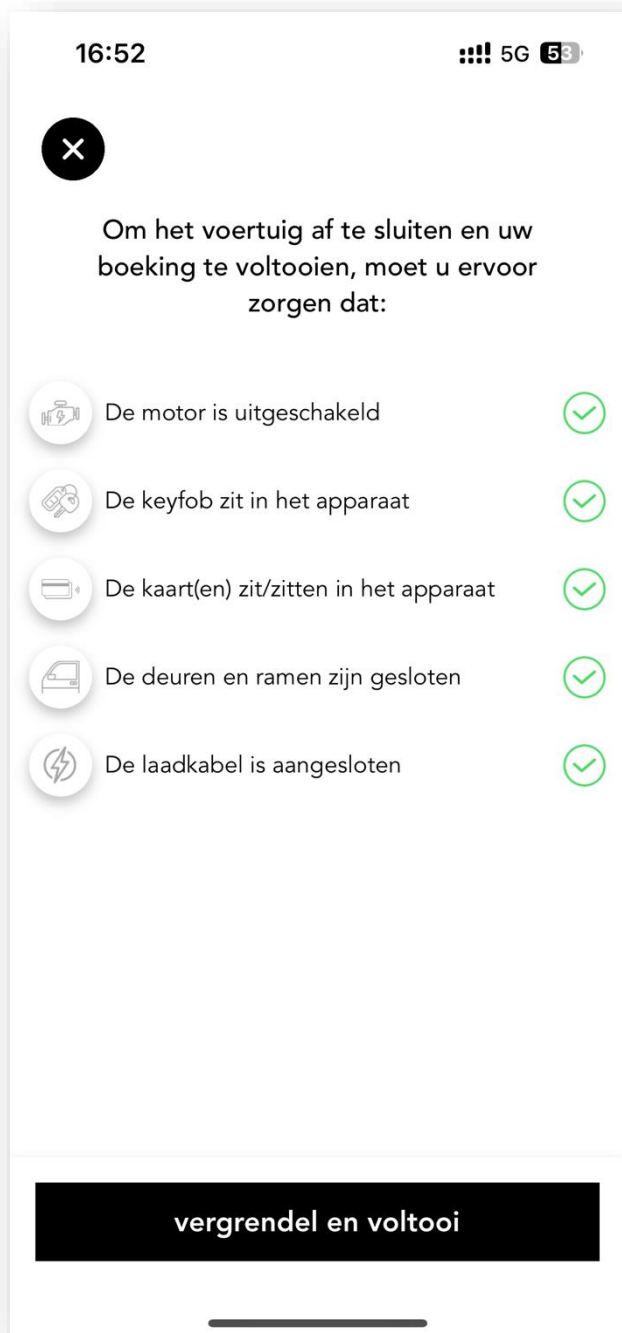 16:52
5G 53
Om het voertuig af te sluiten en uw
boeking te voltooien, moet u ervoor
zorgen dat:
De motor is uitgeschakeld
De keyfob zit in het apparaat
De kaart(en) zit/zitten in het apparaat
De deuren en ramen zijn gesloten
De laadkabel is aangesloten
vergrendel en voltooi